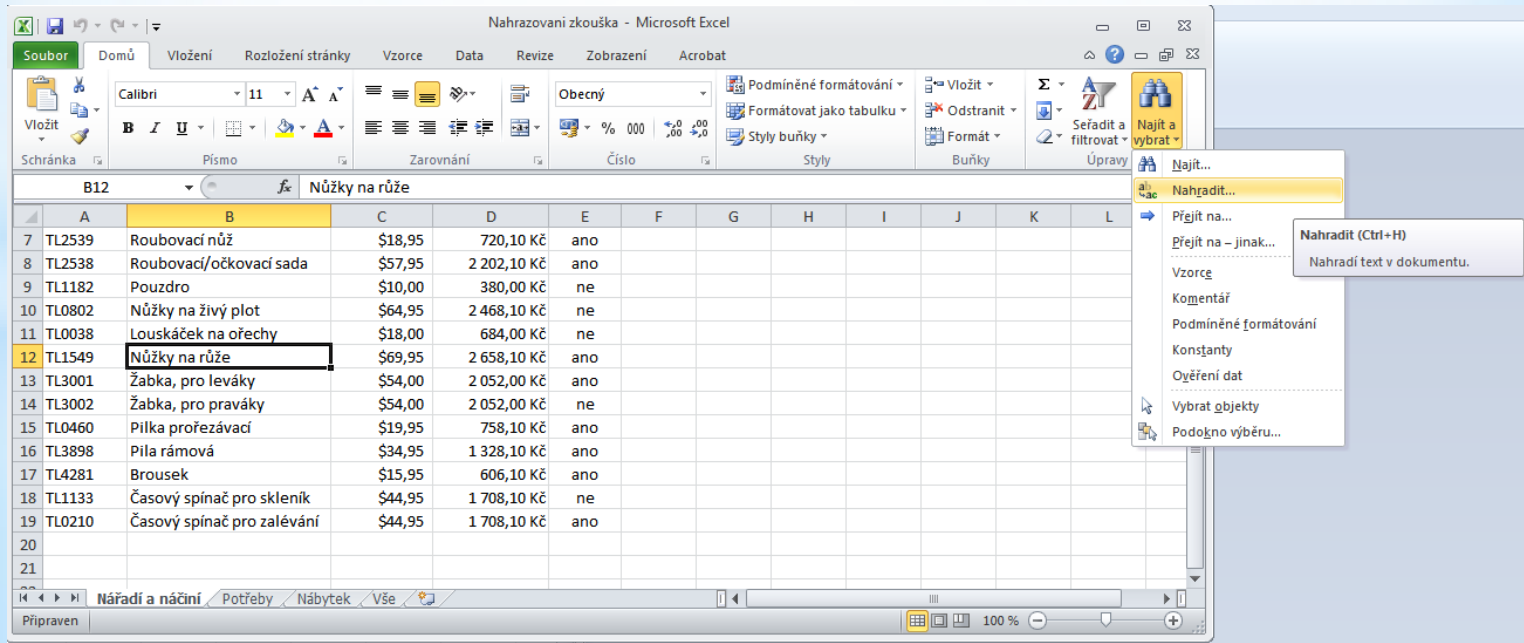 Nahrazovani zkouška - Microsoft Excel
Soubor Domů Vložení Rozložení stránky Vzorce Data Revize Zobrazení Acrobat
Vložit
Schránka
Calibri 11
B I U
Písmo
Zarovnání
Obecný
% 000 ,00 ,0
Číslo
Podmíněné formátování
Formátovat jako tabulku
Styly buňky
Styly
Vložit
Odstranit
Formát
Buňky
Σ
Seřadit a filtrovat
Najít a vybrat
Úpravy
B12 fx Nůžky na růže
A B C D E F G H I J K L
7 TL2539 Roubovací nůž $18,95 720,10 Kč ano
8 TL2538 Roubovací/očkovací sada $57,95 2 202,10 Kč ano
9 TL1182 Pouzdro $10,00 380,00 Kč ne
10 TL0802 Nůžky na živý plot $64,95 2 468,10 Kč ne
11 TL0038 Louskáček na ořechy $18,00 684,00 Kč ne
12 TL1549 Nůžky na růže $69,95 2 658,10 Kč ano
13 TL3001 Žabka, pro leváky $54,00 2 052,00 Kč ano
14 TL3002 Žabka, pro praváky $54,00 2 052,00 Kč ne
15 TL0460 Pilka prořezávací $19,95 758,10 Kč ano
16 TL3898 Pila rámová $34,95 1 328,10 Kč ano
17 TL4281 Brousek $15,95 606,10 Kč ano
18 TL1133 Časový spínač pro skleník $44,95 1 708,10 Kč ne
19 TL0210 Časový spínač pro zalévání $44,95 1 708,10 Kč ano
20
21
Najít...
Nahradit...
Přejít na...
Přejít na – jinak...
Vzorce
Komentář
Podmíněné formátování
Konstanty
Ověření dat
Vybrat objekty
Podokno výběru...
Nahradit (Ctrl+H)
Nahradí text v dokumentu.
Nářadí a náčiní Potřeby Nábytek Vše
Připraven 100 %